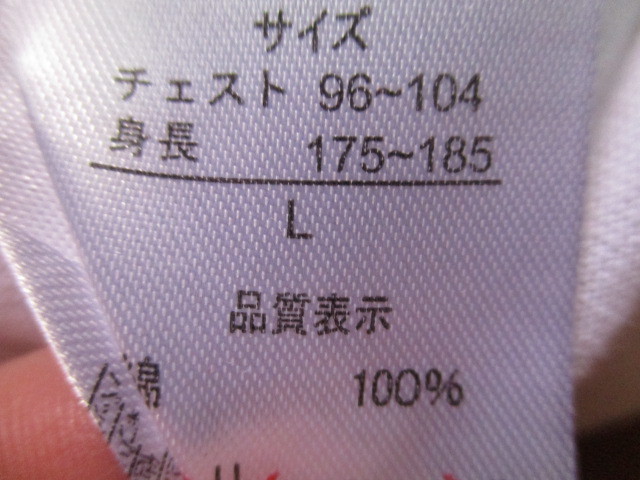 サイズ
チェスト 96~104
身長 175~185
L
品質表示
綿 100%